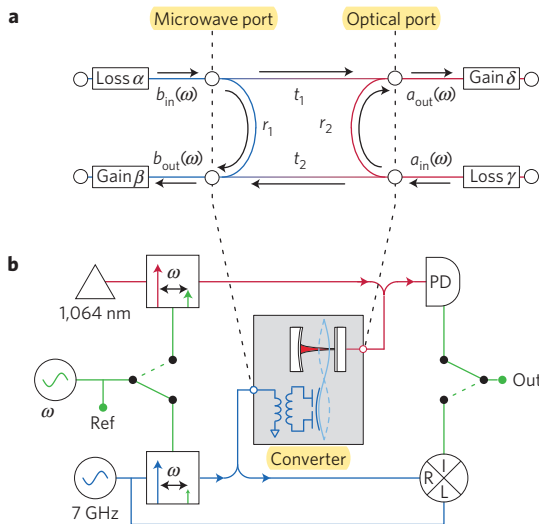 a
Microwave port
Optical port
Loss α
b_in(ω)
t_1
a_out(ω)
Gain δ
r_1
r_2
Gain β
b_out(ω)
t_2
a_in(ω)
Loss γ
b
1,064 nm
ω
PD
ω
Ref
Out
Converter
7 GHz
ω
R
I
L